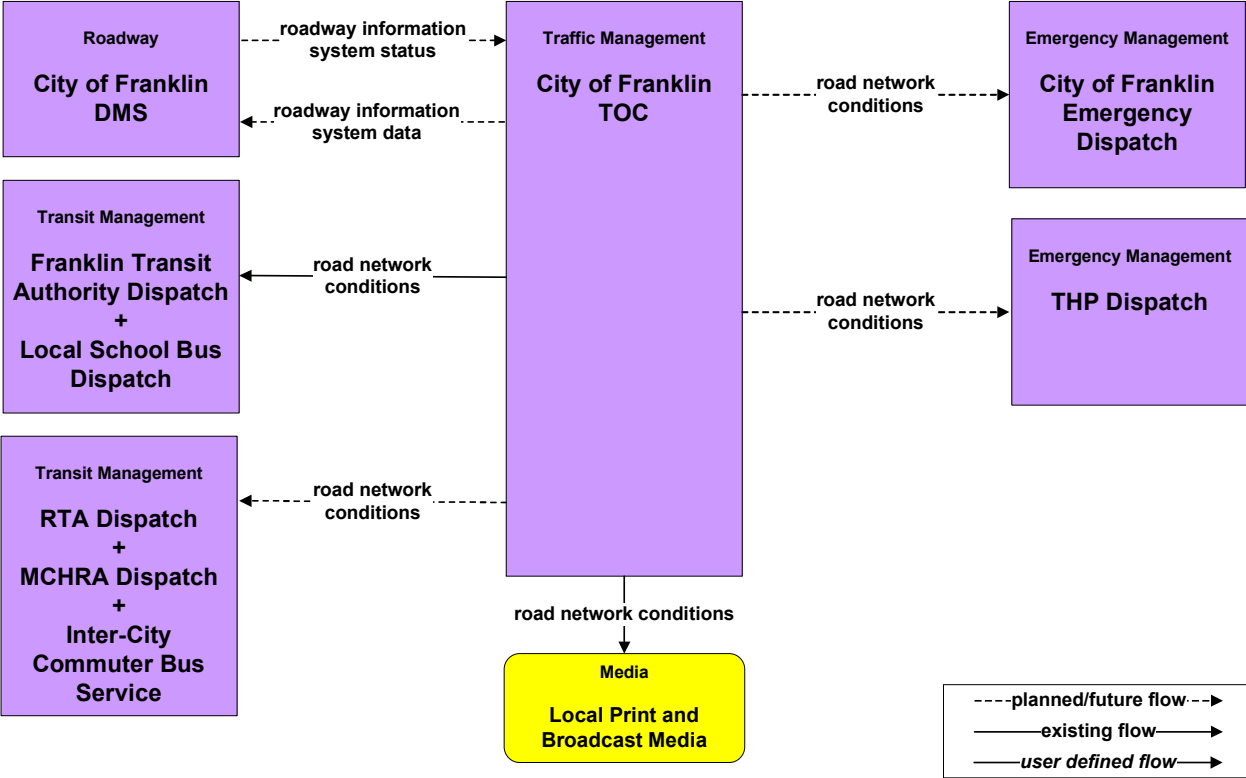 Roadway
City of Franklin
DMS
roadway information
system status
roadway information
system data
Traffic Management
City of Franklin
TOC
road network
conditions
Emergency Management
City of Franklin
Emergency
Dispatch
Transit Management
Franklin Transit
Authority Dispatch
+
Local School Bus
Dispatch
road network
conditions
road network
conditions
Emergency Management
THP Dispatch
Transit Management
RTA Dispatch
+
MCHRA Dispatch
+
Inter-City
Commuter Bus
Service
road network
conditions
road network conditions
Media
Local Print and
Broadcast Media
planned/future flow
existing flow
user defined flow